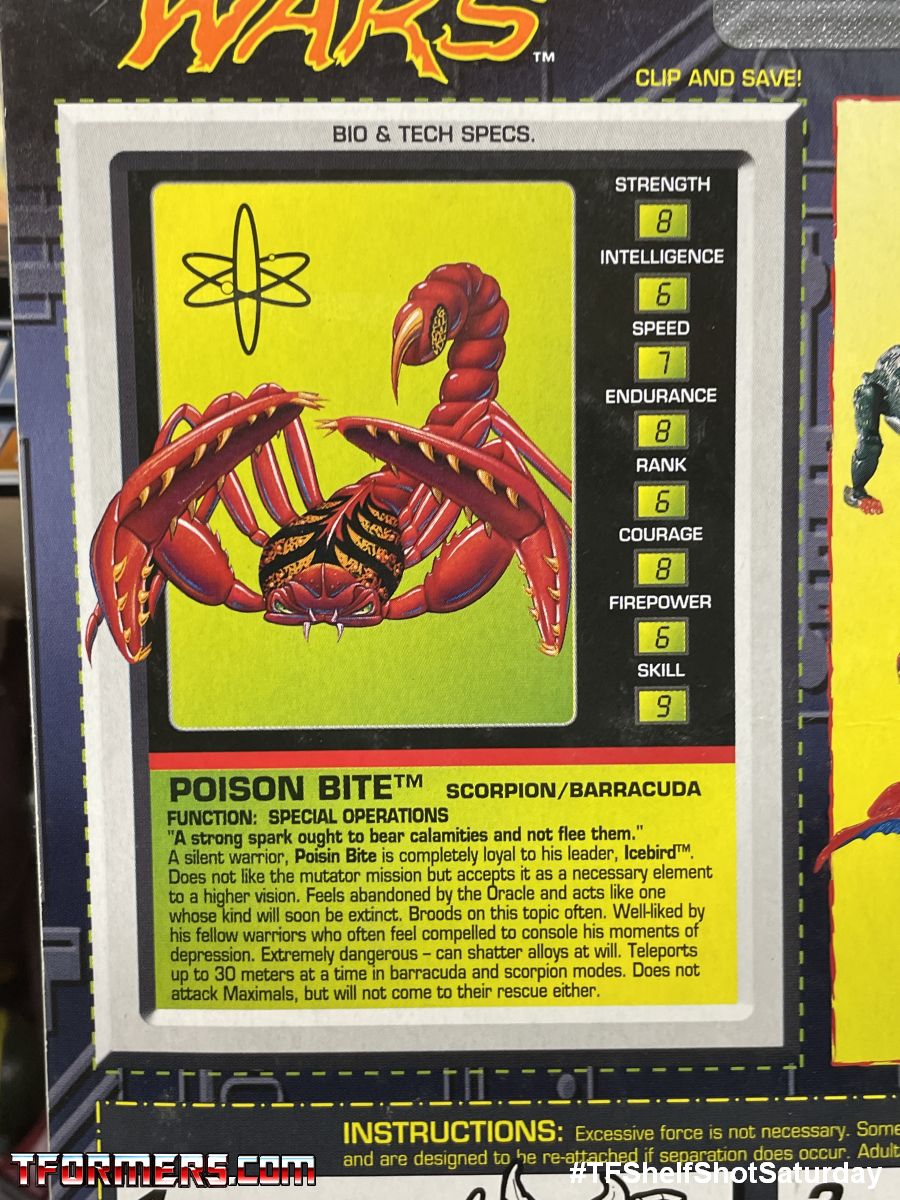 WARS™
CLIP AND SAVE!
BIO & TECH SPECS.
STRENGTH
8
INTELLIGENCE
6
SPEED
7
ENDURANCE
8
RANK
6
COURAGE
8
FIREPOWER
6
SKILL
9
POISON BITE™ SCORPION/BARRACUDA
FUNCTION: SPECIAL OPERATIONS
"A strong spark ought to bear calamities and not flee them."
A silent warrior, Poisin Bite is completely loyal to his leader, Icebird™.
Does not like the mutator mission but accepts it as a necessary element
to a higher vision. Feels abandoned by the Oracle and acts like one
whose kind will soon be extinct. Broods on this topic often. Well-liked by
his fellow warriors who often feel compelled to console his moments of
depression. Extremely dangerous – can shatter alloys at will. Teleports
up to 30 meters at a time in barracuda and scorpion modes. Does not
attack Maximals, but will not come to their rescue either.
INSTRUCTIONS: Excessive force is not necessary. Some
and are designed to be re-attached if separation does occur. Adult
TFORMERS.COM
#TFShelfShotSaturday